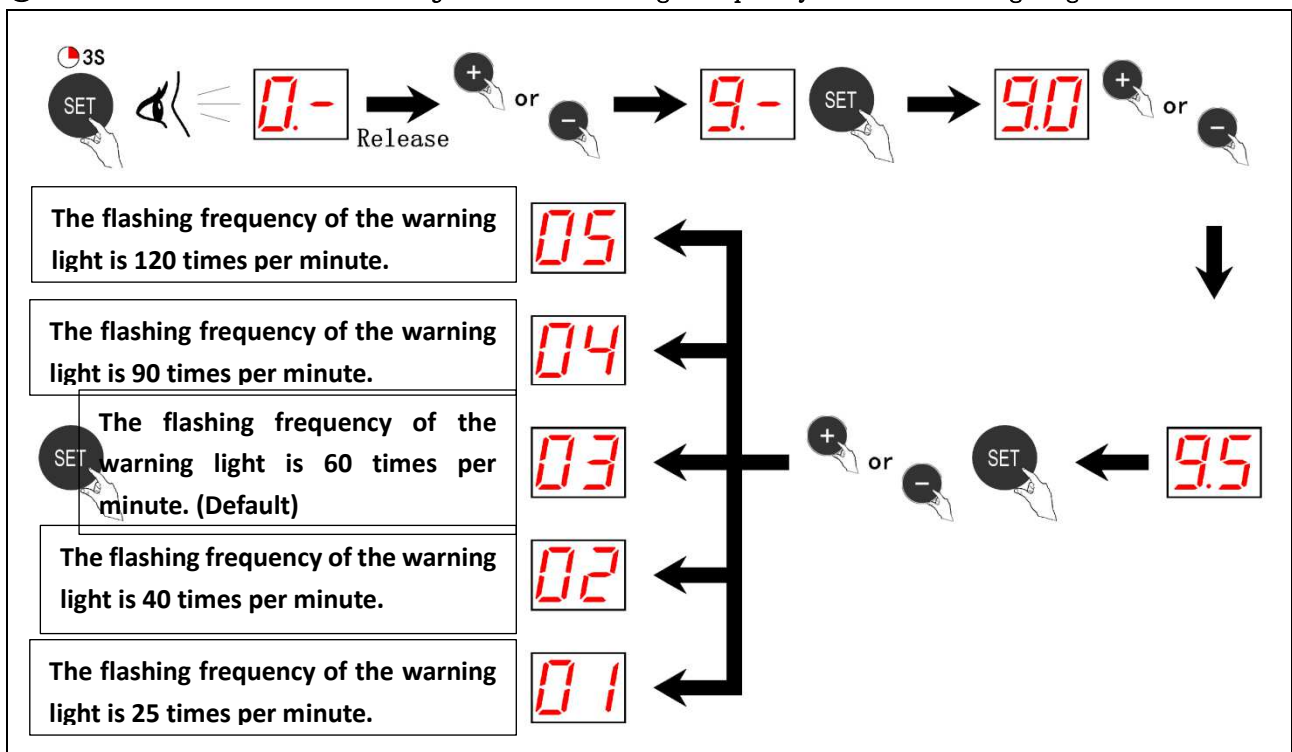 3S
SET
0.-
Release
+
or
-
9.-
SET
9.0
+
or
-
The flashing frequency of the warning
light is 120 times per minute.
05
The flashing frequency of the warning
light is 90 times per minute.
04
SET
The flashing frequency of the
warning light is 60 times per
minute. (Default)
03
+
or
-
SET
9.5
The flashing frequency of the warning
light is 40 times per minute.
02
The flashing frequency of the warning
light is 25 times per minute.
01